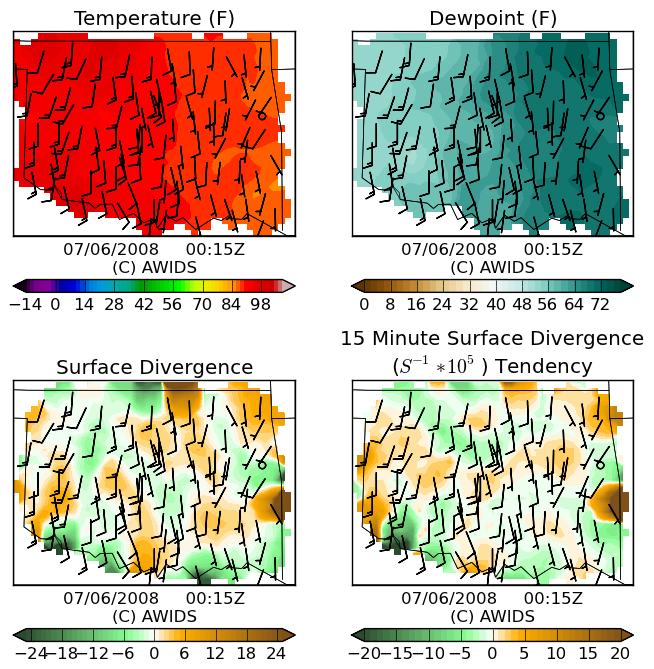 Temperature (F)
Dewpoint (F)
07/06/2008 00:15Z
(C) AWIDS
−14 0 14 28 42 56 70 84 98
07/06/2008 00:15Z
(C) AWIDS
0 8 16 24 32 40 48 56 64 72
Surface Divergence
15 Minute Surface Divergence
(S⁻¹ *10⁵ ) Tendency
07/06/2008 00:15Z
(C) AWIDS
−24 −18 −12 −6 0 6 12 18 24
07/06/2008 00:15Z
(C) AWIDS
−20 −15 −10 −5 0 5 10 15 20